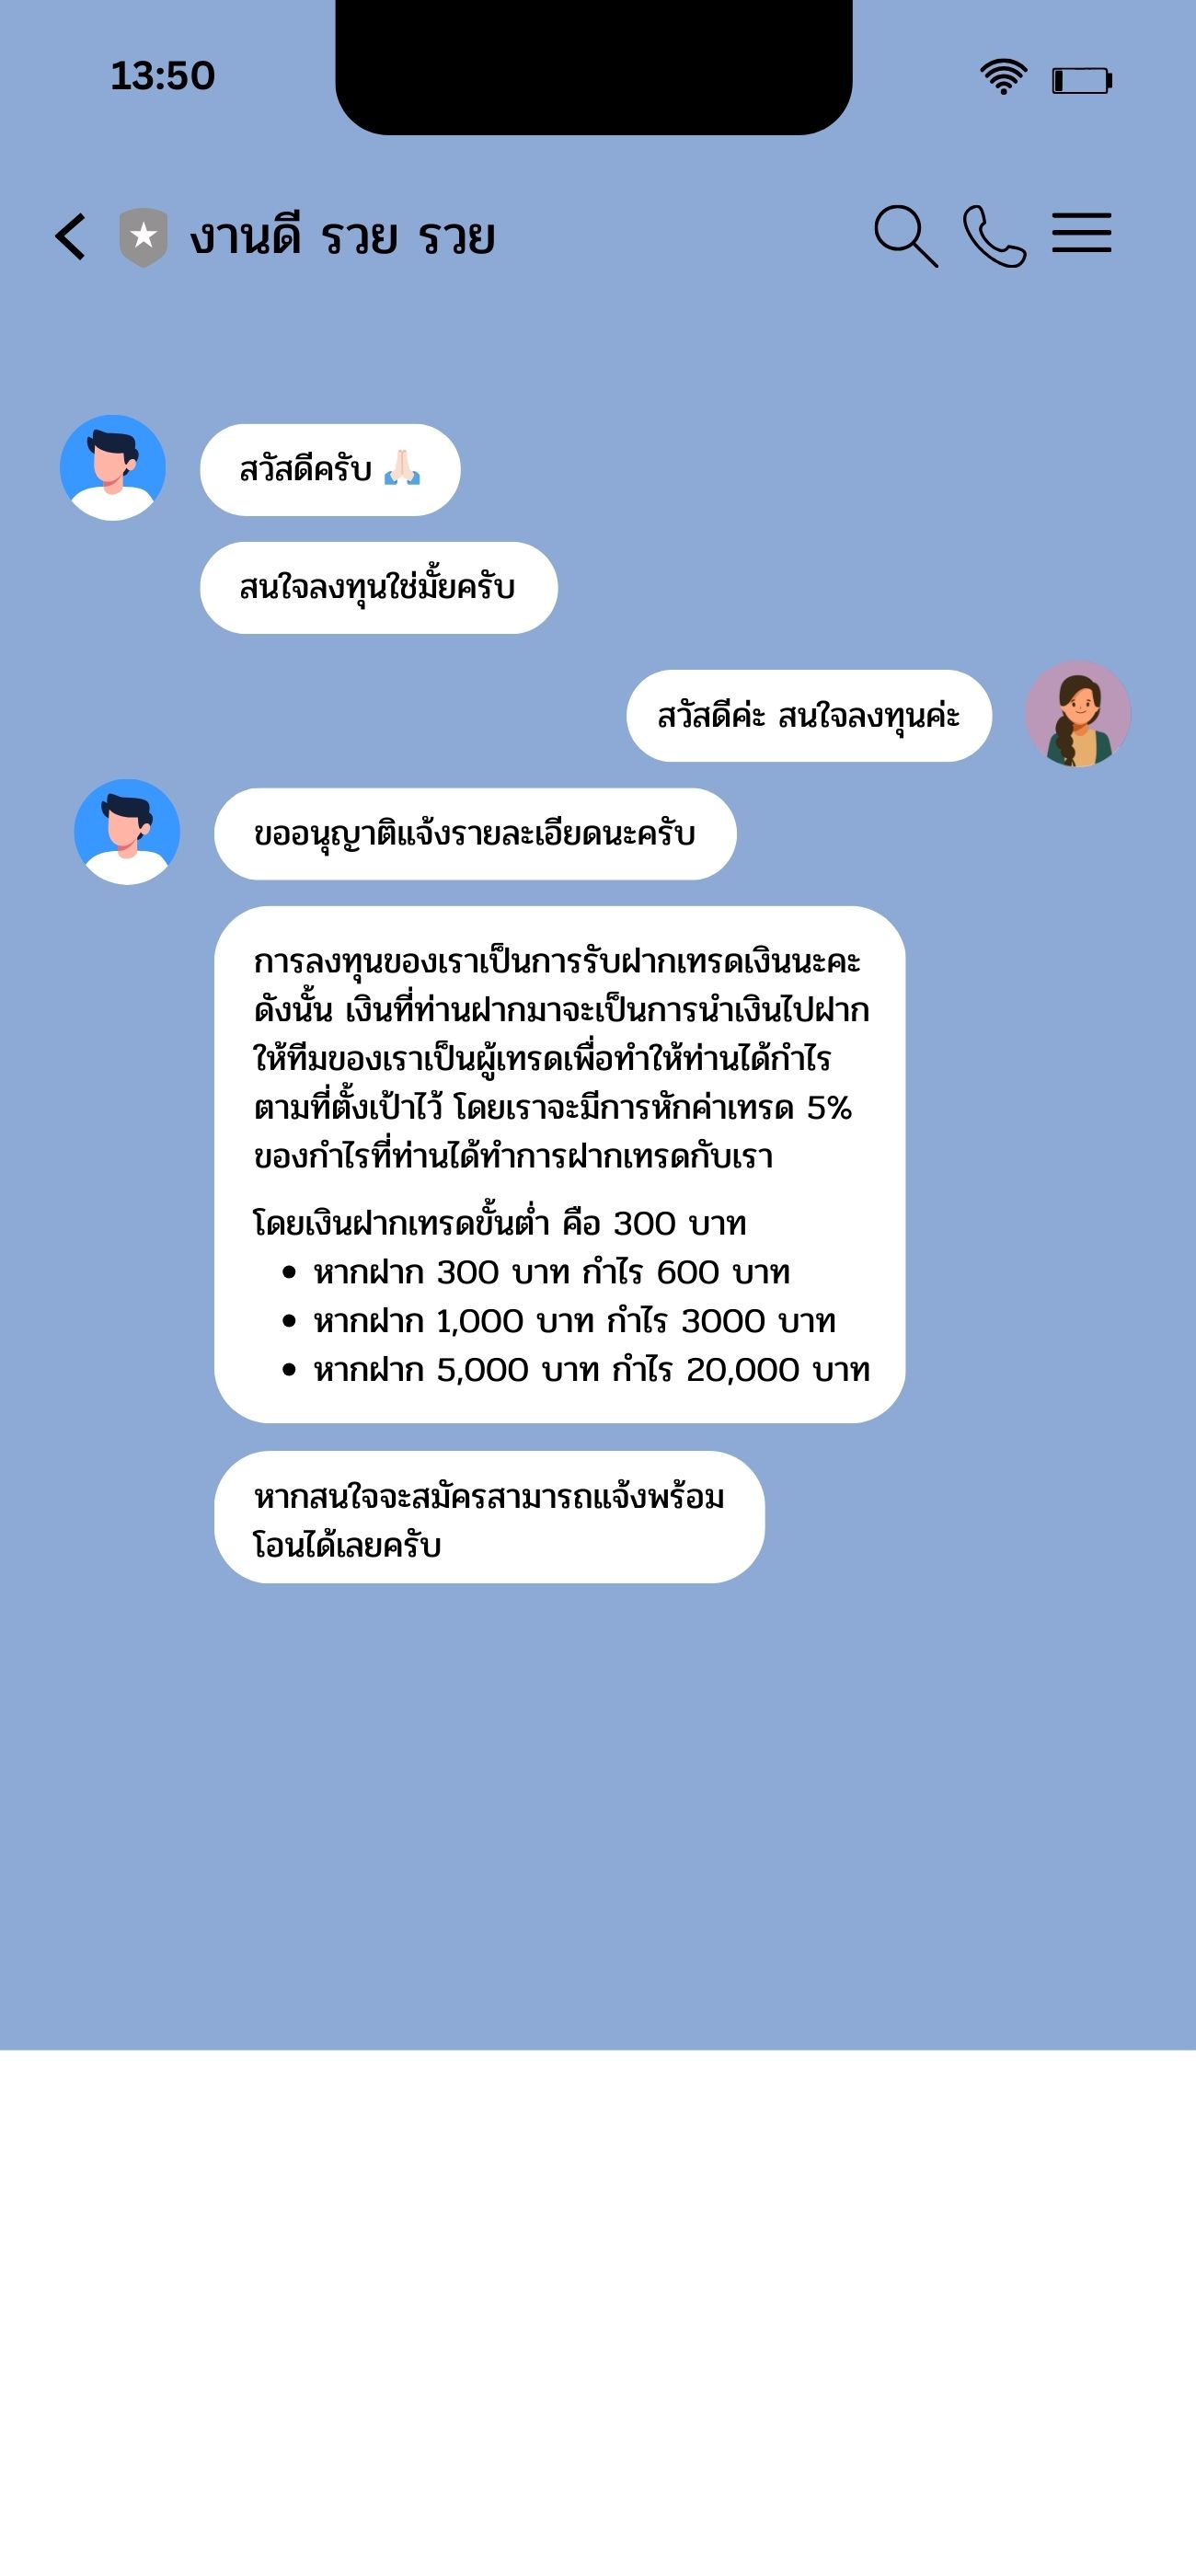 13:50
งานดี รวย รวย
สวัสดีครับ 🙏🏻
สนใจลงทุนใช่มั้ยครับ
สวัสดีค่ะ สนใจลงทุนค่ะ
ขออนุญาติแจ้งรายละเอียดนะครับ
การลงทุนของเราเป็นการรับฝากเทรดเงินนะคะ
ดังนั้น เงินที่ท่านฝากมาจะเป็นการนำเงินไปฝาก
ให้ทีมของเราเป็นผู้เทรดเพื่อทำให้ท่านได้กำไร
ตามที่ตั้งเป้าไว้ โดยเราจะมีการหักค่าเทรด 5%
ของกำไรที่ท่านได้ทำการฝากเทรดกับเรา
โดยเงินฝากเทรดขั้นต่ำ คือ 300 บาท
• หากฝาก 300 บาท กำไร 600 บาท
• หากฝาก 1,000 บาท กำไร 3000 บาท
• หากฝาก 5,000 บาท กำไร 20,000 บาท
หากสนใจจะสมัครสามารถแจ้งพร้อม
โอนได้เลยครับ